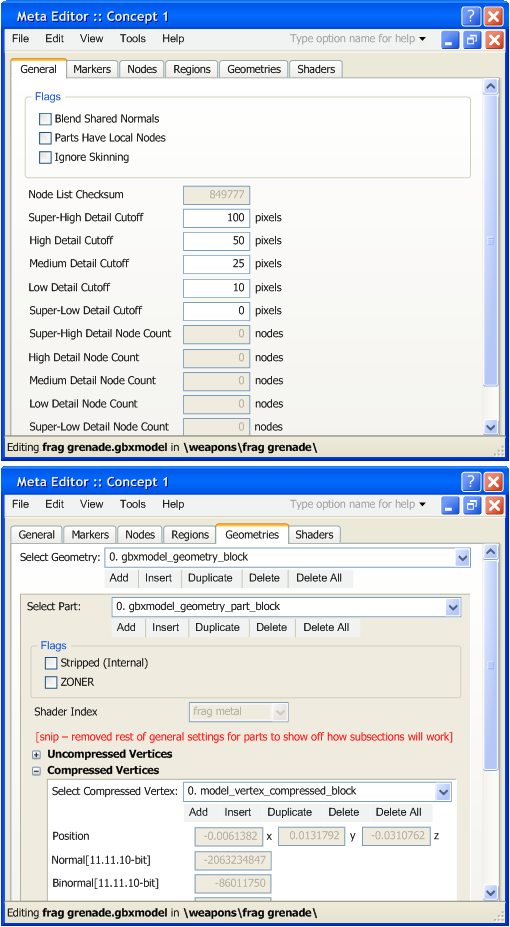 Meta Editor :: Concept 1
File Edit View Tools Help Type option name for help
General Markers Nodes Regions Geometries Shaders
Flags
Blend Shared Normals
Parts Have Local Nodes
Ignore Skinning
Node List Checksum 849777
Super-High Detail Cutoff 100 pixels
High Detail Cutoff 50 pixels
Medium Detail Cutoff 25 pixels
Low Detail Cutoff 10 pixels
Super-Low Detail Cutoff 0 pixels
Super-High Detail Node Count 0 nodes
High Detail Node Count 0 nodes
Medium Detail Node Count 0 nodes
Low Detail Node Count 0 nodes
Super-Low Detail Node Count 0 nodes
Editing frag grenade.gbxmodel in \weapons\frag grenade\
Meta Editor :: Concept 1
File Edit View Tools Help Type option name for help
General Markers Nodes Regions Geometries Shaders
Select Geometry: 0. gbxmodel_geometry_block
Add Insert Duplicate Delete Delete All
Select Part: 0. gbxmodel_geometry_part_block
Add Insert Duplicate Delete Delete All
Flags
Stripped (Internal)
ZONER
Shader Index frag metal
[snip – removed rest of general settings for parts to show off how subsections will work]
Uncompressed Vertices
Compressed Vertices
Select Compressed Vertex: 0. model_vertex_compressed_block
Add Insert Duplicate Delete Delete All
Position -0.0061382 x 0.0131792 y -0.0310762 z
Normal[11.11.10-bit] -2063234847
Binormal[11.11.10-bit] -86011750
Editing frag grenade.gbxmodel in \weapons\frag grenade\